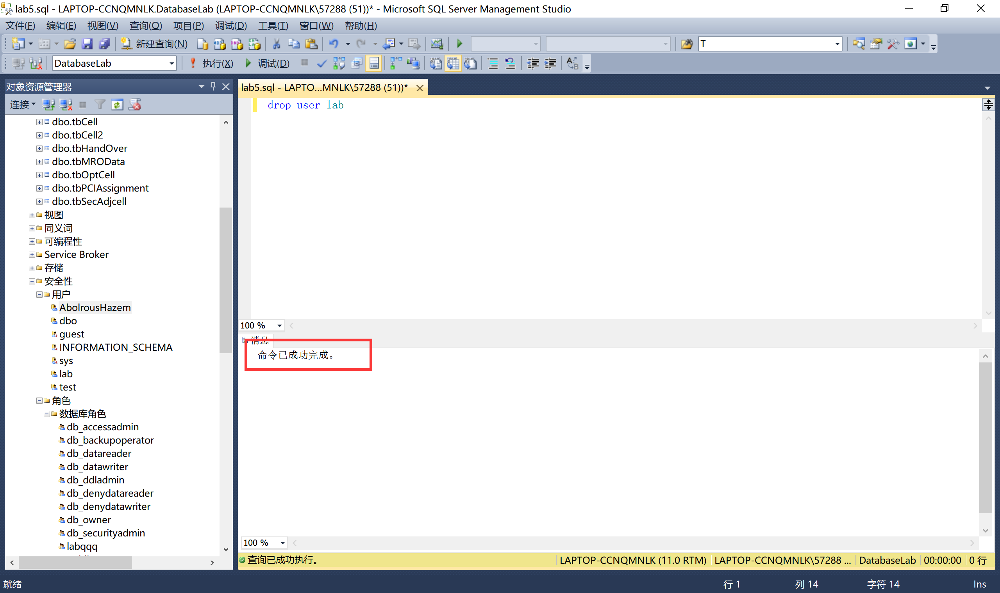 lab5.sql - LAPTOP-CCNQMNLK.DatabaseLab (LAPTOP-CCNQMNLK\57288 (51))* - Microsoft SQL Server Management Studio
文件(F) 编辑(E) 视图(V) 查询(Q) 项目(P) 调试(D) 工具(T) 窗口(W) 帮助(H)
新建查询(N) T
DatabaseLab 执行(X) 调试(D)
对象资源管理器
连接
dbo.tbCell
dbo.tbCell2
dbo.tbHandOver
dbo.tbMROData
dbo.tbOptCell
dbo.tbPCIAssignment
dbo.tbSecAdjcell
视图
同义词
可编程性
Service Broker
存储
安全性
用户
AbolrousHazem
dbo
guest
INFORMATION_SCHEMA
sys
lab
test
角色
数据库角色
db_accessadmin
db_backupoperator
db_datareader
db_datawriter
db_ddladmin
db_denydatareader
db_denydatawriter
db_owner
db_securityadmin
labqqq
lab5.sql - LAPTO...MNLK\57288 (51))*
drop user lab
100 %
消息
命令已成功完成。
100 %
查询已成功执行。 LAPTOP-CCNQMNLK (11.0 RTM) LAPTOP-CCNQMNLK\57288 ... DatabaseLab 00:00:00 0 行
就绪 行 1 列 14 字符 14 Ins